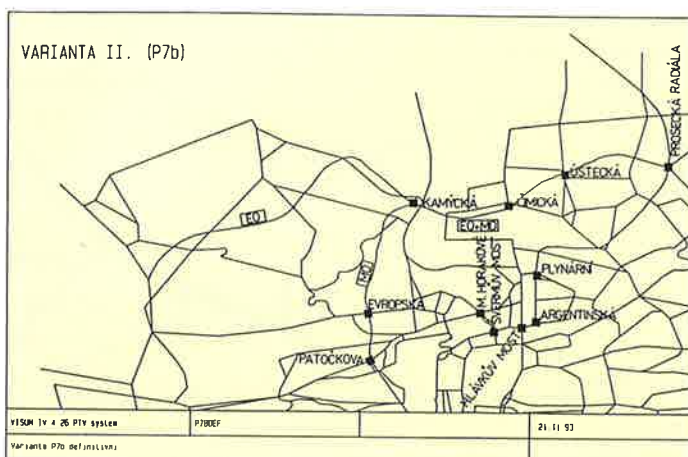 VARIANTA II. (P7b)
PROSECKÁ RADIÁLA
ÚSTECKÁ
KAMÝCKÁ
ČIMICKÁ
EO
EO+MO
MO
M. HORÁKOVÉ
ŠVERMŮV MOST
PLYNÁRNÍ
EVROPSKÁ
ARGENTINSKÁ
HLÁVKŮV MOST
PATOČKOVA
VISUM IV 4 26 PTV system
P7BDEF
21 11 93
Varianta P7b definitivni